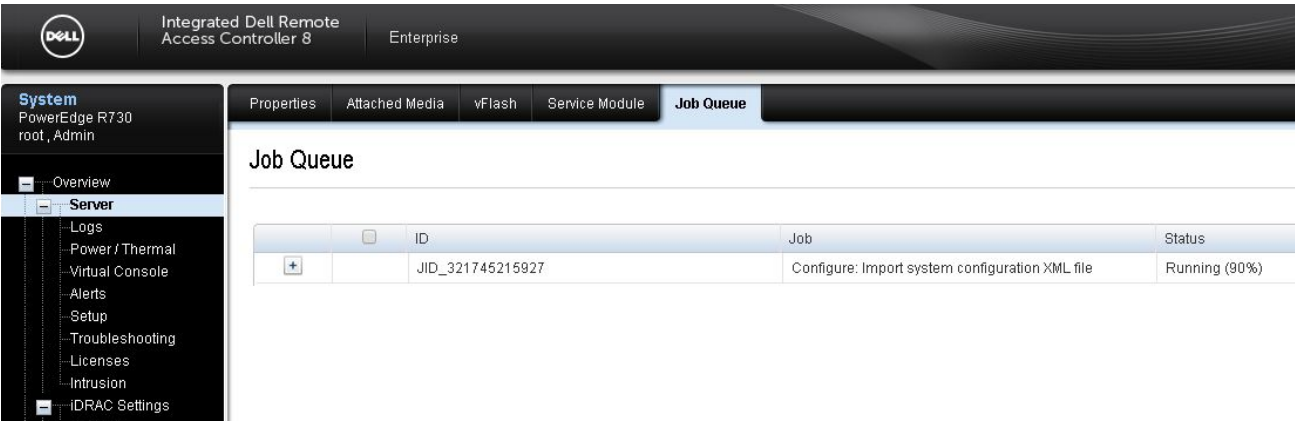 DELL
Integrated Dell Remote
Access Controller 8
Enterprise
System
PowerEdge R730
root , Admin
Overview
Server
Logs
Power / Thermal
Virtual Console
Alerts
Setup
Troubleshooting
Licenses
Intrusion
iDRAC Settings
Properties Attached Media vFlash Service Module Job Queue
Job Queue
ID Job Status
JID_321745215927 Configure: Import system configuration XML file Running (90%)